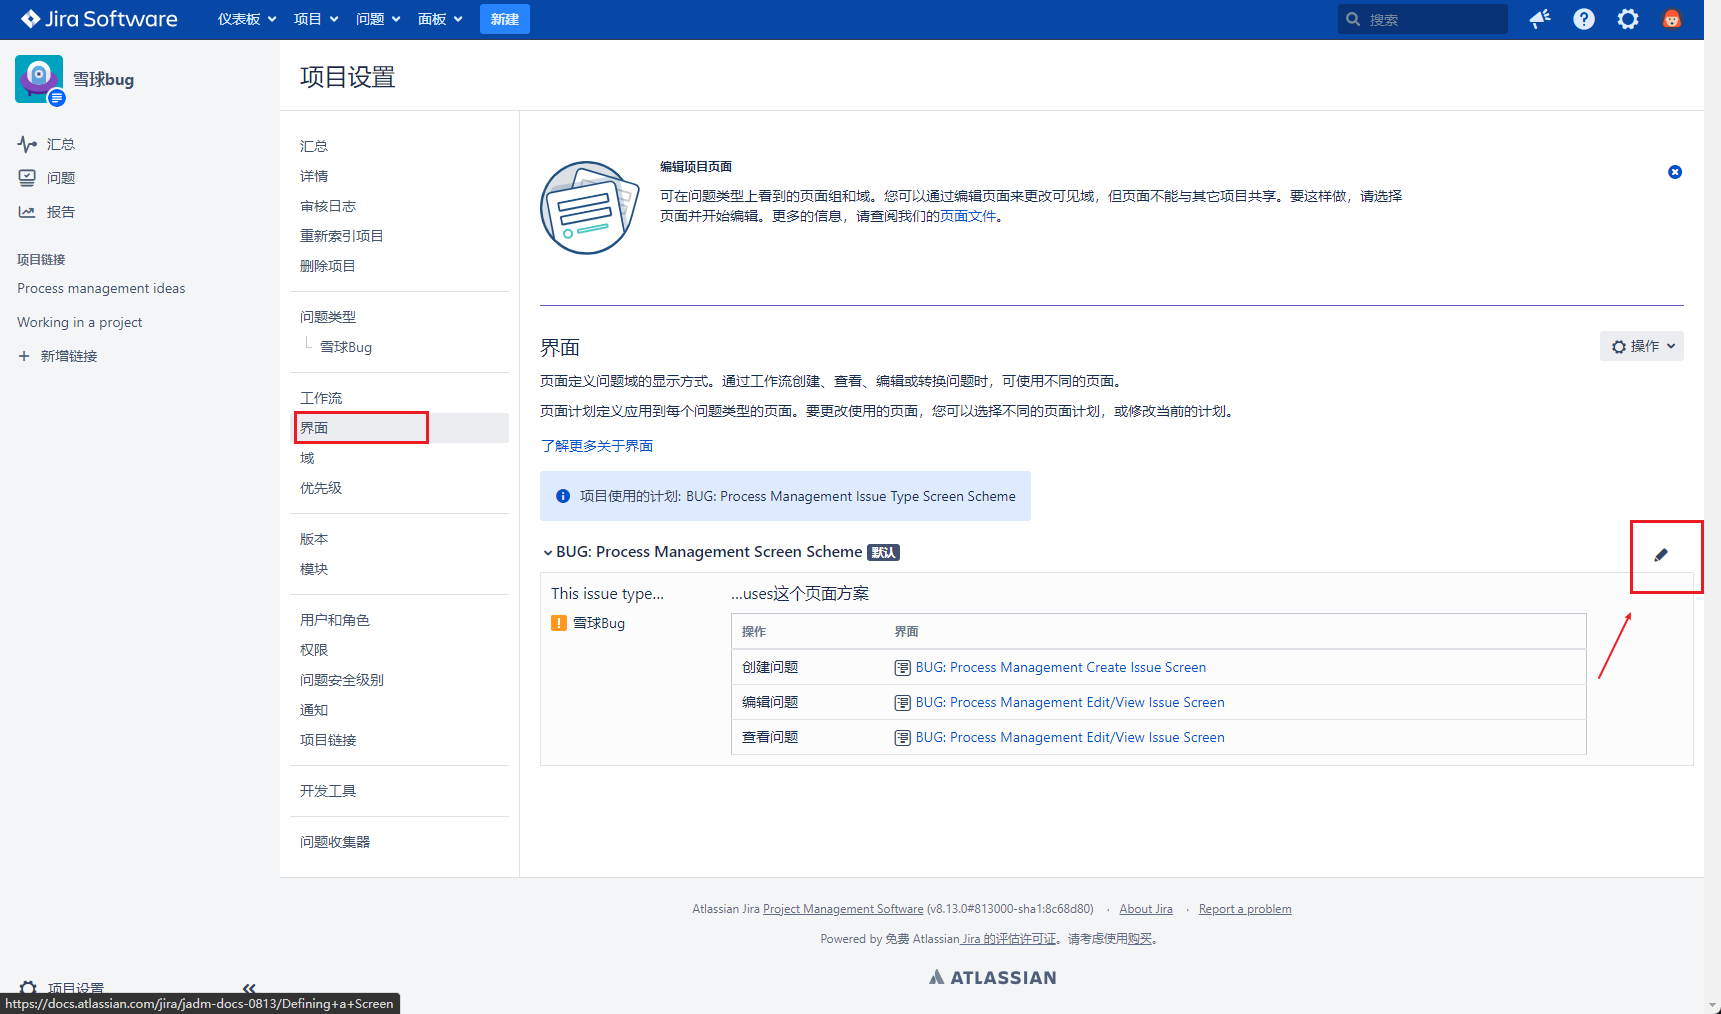 Jira Software 仪表板 项目 问题 面板 新建 搜索
雪球bug
汇总
问题
报告
项目链接
Process management ideas
Working in a project
+ 新增链接
项目设置
«
https://docs.atlassian.com/jira/jadm-docs-0813/Defining+a+Screen
项目设置
汇总
详情
审核日志
重新索引项目
删除项目
问题类型
雪球Bug
工作流
界面
域
优先级
版本
模块
用户和角色
权限
问题安全级别
通知
项目链接
开发工具
问题收集器
编辑项目页面
可在问题类型上看到的页面组和域。您可以通过编辑页面来更改可见域，但页面不能与其它项目共享。要这样做，请选择
页面并开始编辑。更多的信息，请查阅我们的页面文件。
界面
操作
页面定义问题域的显示方式。通过工作流创建、查看、编辑或转换问题时，可使用不同的页面。
页面计划定义应用到每个问题类型的页面。要更改使用的页面，您可以选择不同的页面计划，或修改当前的计划。
了解更多关于界面
项目使用的计划: BUG: Process Management Issue Type Screen Scheme
BUG: Process Management Screen Scheme 默认
This issue type... ...uses这个页面方案
雪球Bug
操作 界面
创建问题 BUG: Process Management Create Issue Screen
编辑问题 BUG: Process Management Edit/View Issue Screen
查看问题 BUG: Process Management Edit/View Issue Screen
Atlassian Jira Project Management Software (v8.13.0#813000-sha1:8c68d80) · About Jira · Report a problem
Powered by 免费 Atlassian Jira 的评估许可证。请考虑使用购买。
ATLASSIAN